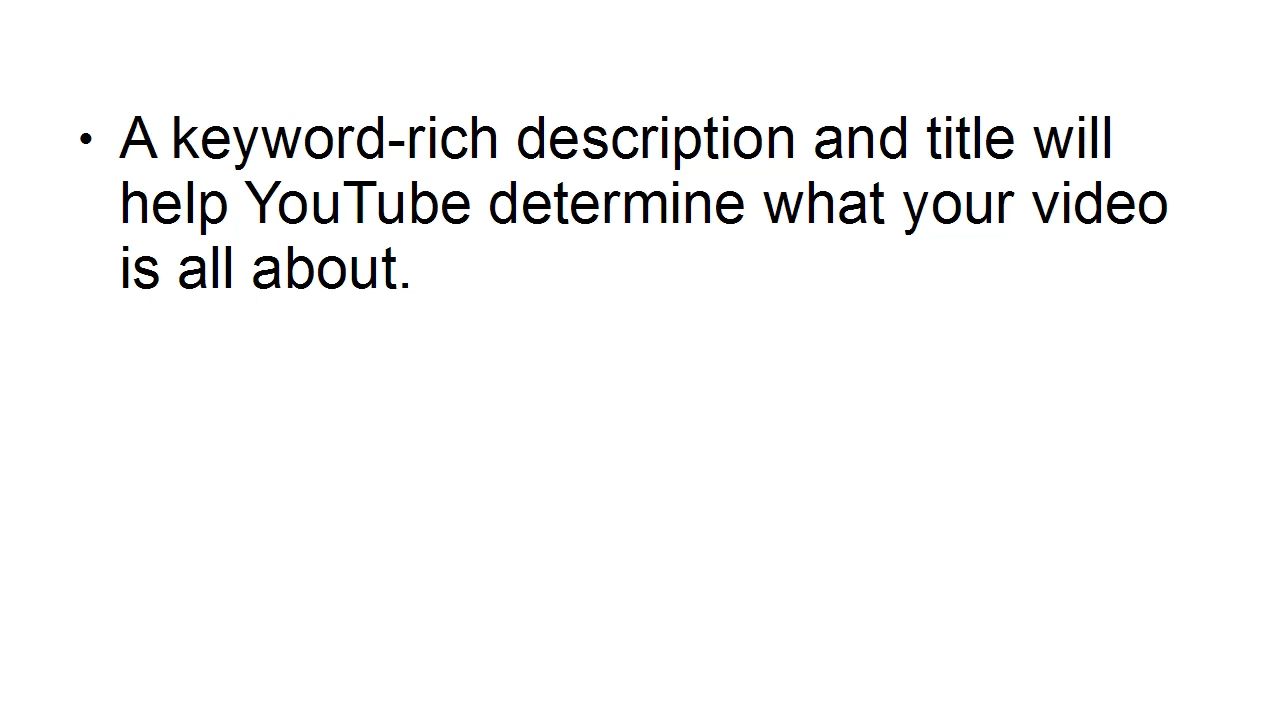 • A keyword-rich description and title will
help YouTube determine what your video
is all about.